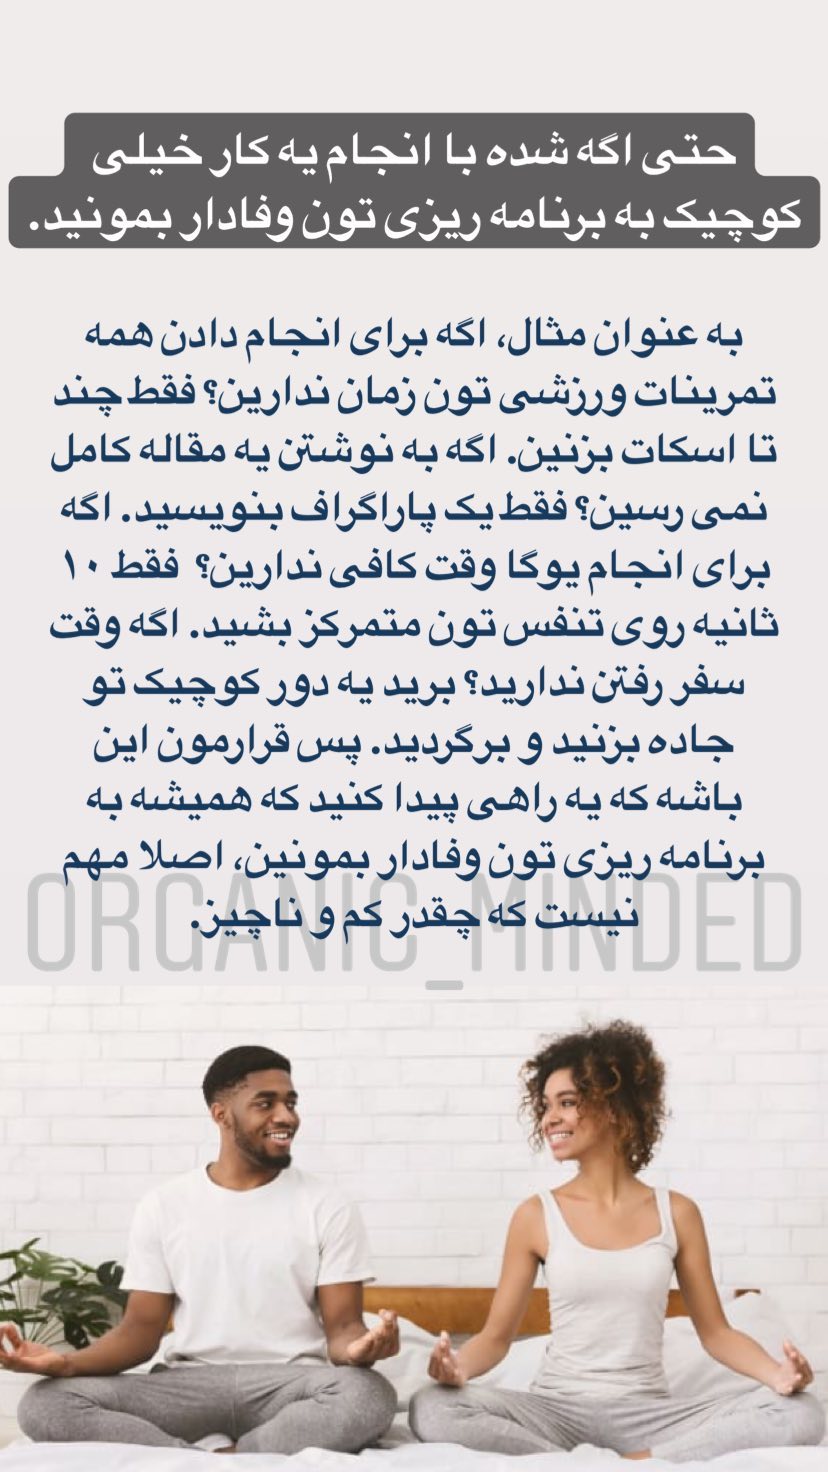 حتی اگه شده با انجام یه کار خیلی
کوچیک به برنامه ریزی تون وفادار بمونید.
به عنوان مثال، اگه برای انجام دادن همه
تمرینات ورزشی تون زمان ندارین؟ فقط چند
تا اسکات بزنین. اگه به نوشتن یه مقاله کامل
نمی رسین؟ فقط یک پاراگراف بنویسید. اگه
برای انجام یوگا وقت کافی ندارین؟ فقط ۱۰
ثانیه روی تنفس تون متمرکز بشید. اگه وقت
سفر رفتن ندارید؟ برید یه دور کوچیک تو
جاده بزنید و برگردید. پس قرارمون این
باشه که یه راهی پیدا کنید که همیشه به
برنامه ریزی تون وفادار بمونین، اصلا مهم
نیست که چقدر کم و ناچیز.
ORGANIC_MINDED